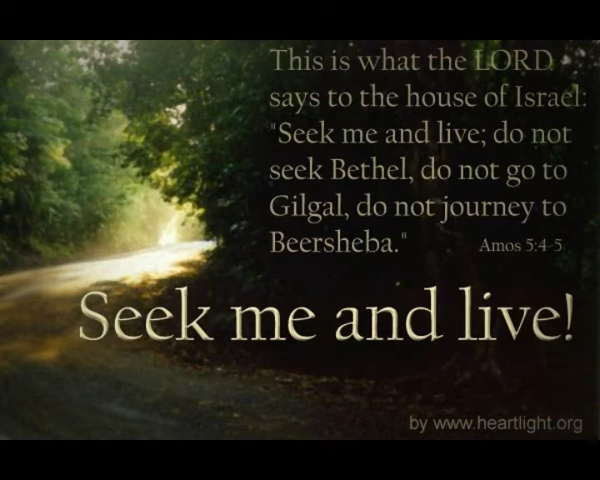 This is what the LORD
says to the house of Israel:
"Seek me and live; do not
seek Bethel, do not go to
Gilgal, do not journey to
Beersheba."
Amos 5:4-5
Seek me and live!
by www.heartlight.org